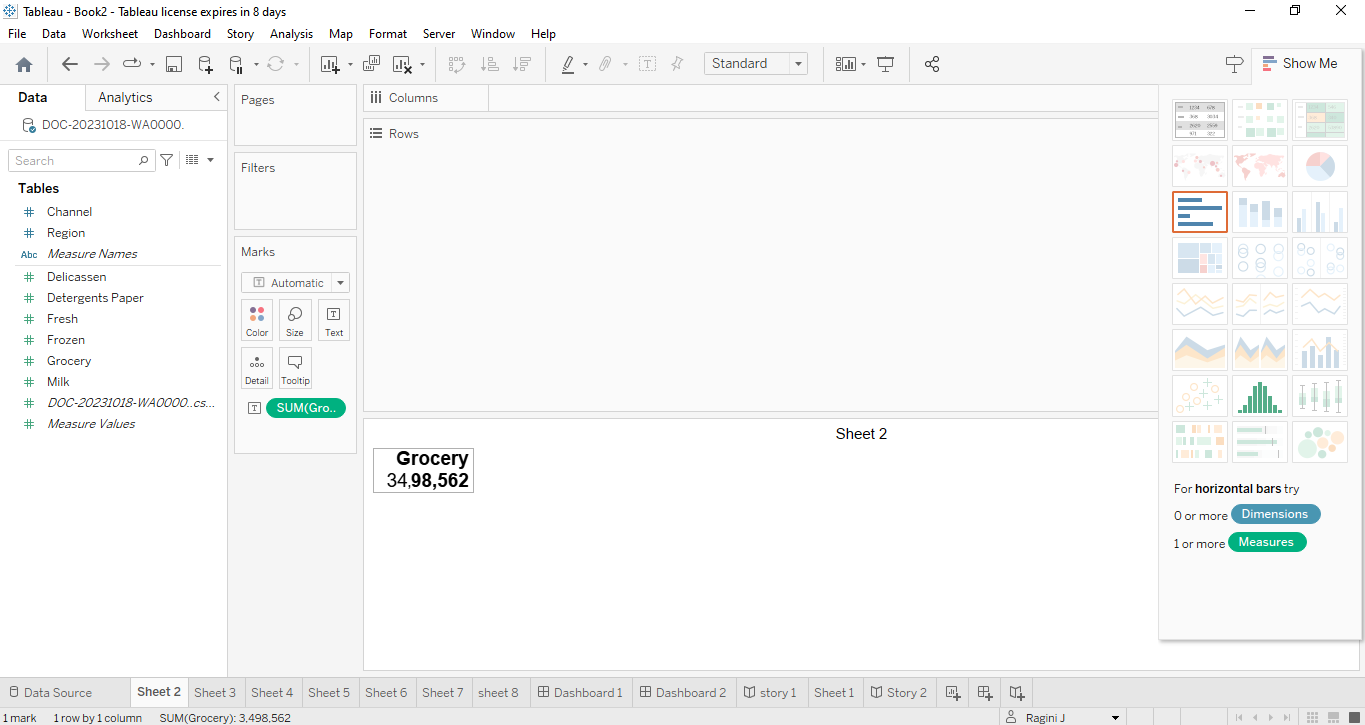 Tableau - Book2 - Tableau license expires in 8 days
File Data Worksheet Dashboard Story Analysis Map Format Server Window Help
Standard
Show Me
Data Analytics
DOC-20231018-WA0000.
Search
Tables
Channel
Region
Abc Measure Names
Delicassen
Detergents Paper
Fresh
Frozen
Grocery
Milk
DOC-20231018-WA0000..cs...
Measure Values
Pages
Filters
Marks
Automatic
Color Size Text
Detail Tooltip
SUM(Gro..
Columns
Rows
Sheet 2
Grocery
34,98,562
For horizontal bars try
0 or more Dimensions
1 or more Measures
Data Source Sheet 2 Sheet 3 Sheet 4 Sheet 5 Sheet 6 Sheet 7 sheet 8 Dashboard 1 Dashboard 2 story 1 Sheet 1 Story 2
1 mark 1 row by 1 column SUM(Grocery): 3,498,562 Ragini J